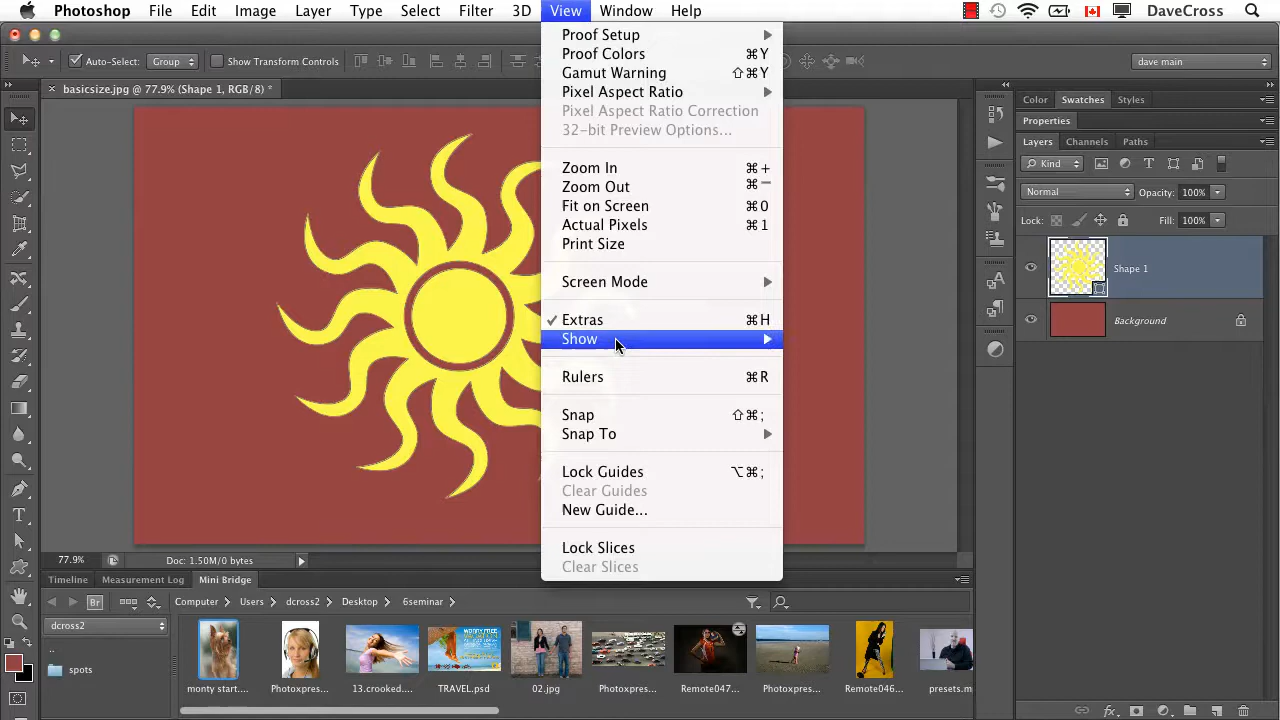 Photoshop File Edit Image Layer Type Select Filter 3D View Window Help DaveCross
Auto-Select: Group Show Transform Controls dave main
basicsize.jpg @ 77.9% (Shape 1, RGB/8) *
Proof Setup
Proof Colors ⌘Y
Gamut Warning ⇧⌘Y
Pixel Aspect Ratio
Pixel Aspect Ratio Correction
32-bit Preview Options...
Zoom In ⌘+
Zoom Out ⌘−
Fit on Screen ⌘0
Actual Pixels ⌘1
Print Size
Screen Mode
✓ Extras ⌘H
Show
Rulers ⌘R
Snap ⇧⌘;
Snap To
Lock Guides ⌥⌘;
Clear Guides
New Guide...
Lock Slices
Clear Slices
Color Swatches Styles
Properties
Layers Channels Paths
Kind
Normal Opacity: 100%
Lock: Fill: 100%
Shape 1
Background
77.9% Doc: 1.50M/0 bytes
Timeline Measurement Log Mini Bridge
Br Computer Users dcross2 Desktop 6seminar
dcross2
..
spots
WORRY FREE
monty start.... Photoxpres... 13.crooked.... TRAVEL.psd 02.jpg Photoxpres... Remote047... Photoxpres... Remote046... presets.m
T
fx